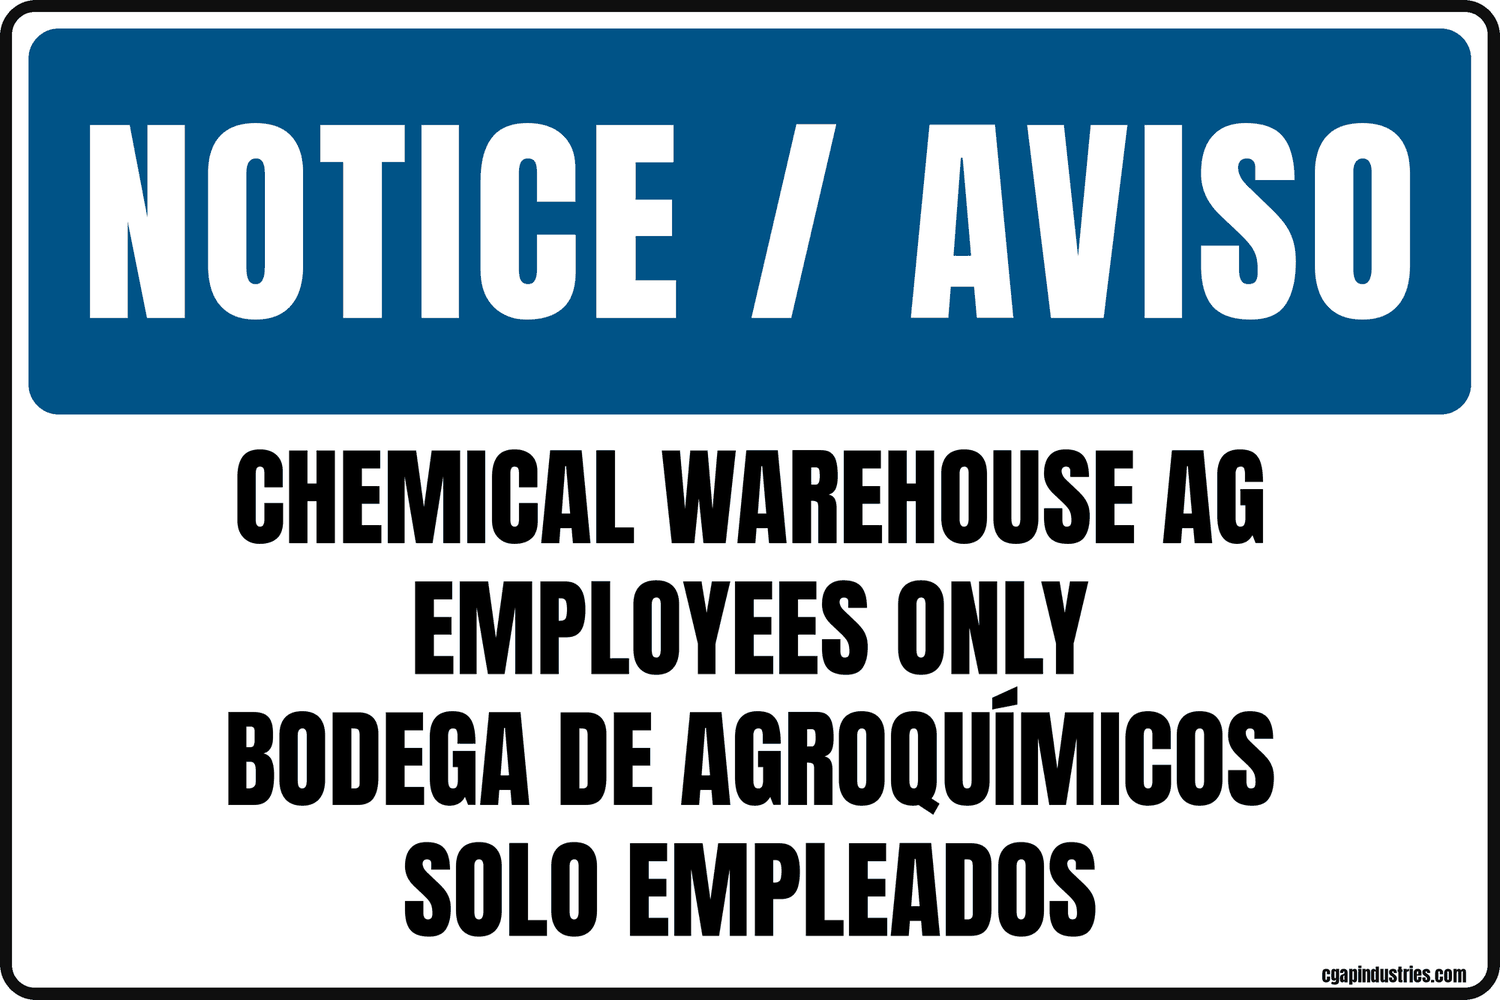 NOTICE / AVISO
CHEMICAL WAREHOUSE AG
EMPLOYEES ONLY
BODEGA DE AGROQUÍMICOS
SOLO EMPLEADOS
cgapindustries.com